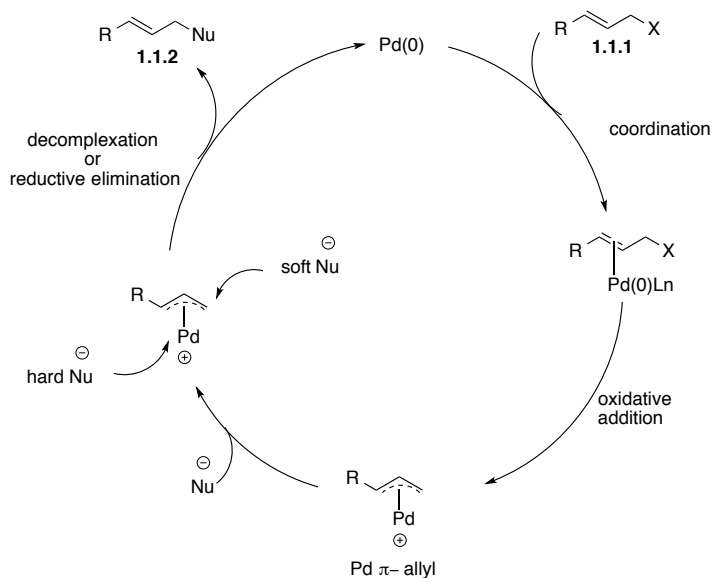 R
Nu
1.1.2
Pd(0)
R
X
1.1.1
decomplexation
or
reductive elimination
coordination
R
X
Pd(0)Ln
⊖
soft Nu
R
Pd
⊕
⊖
hard Nu
oxidative
addition
⊖
Nu
R
Pd
⊕
Pd π− allyl